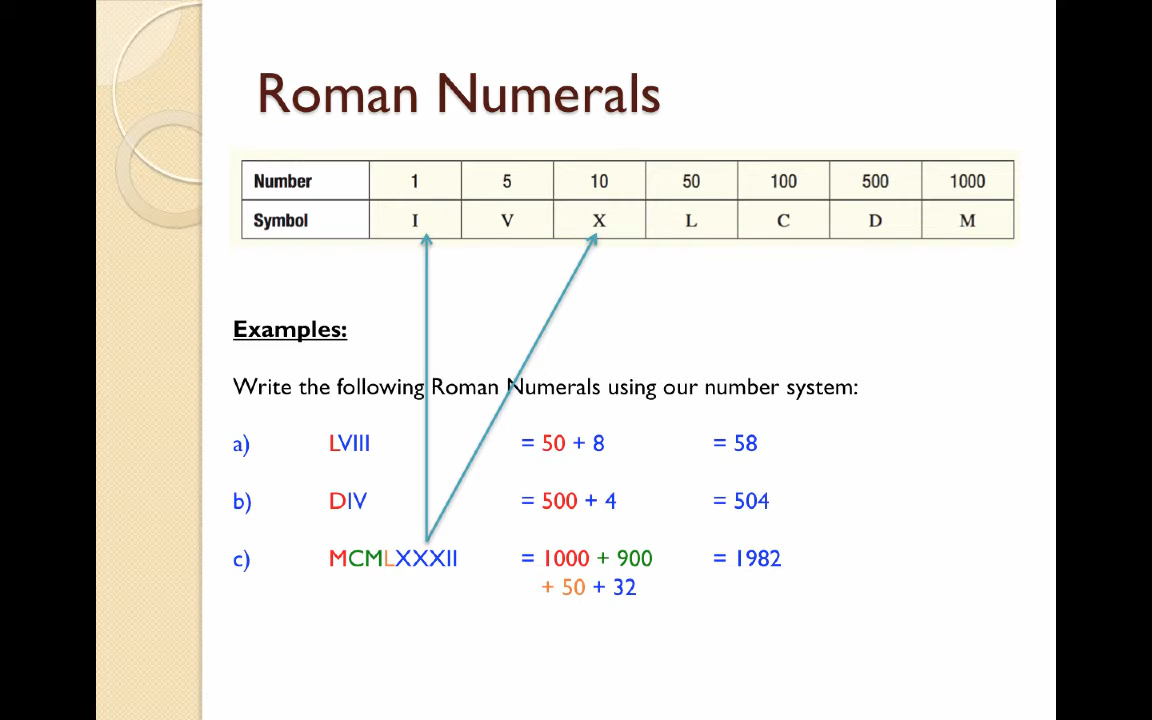 Roman Numerals
Number 1 5 10 50 100 500 1000
Symbol I V X L C D M
Examples:
Write the following Roman Numerals using our number system:
a) LVIII = 50 + 8 = 58
b) DIV = 500 + 4 = 504
c) MCMLXXXII = 1000 + 900 = 1982
+ 50 + 32